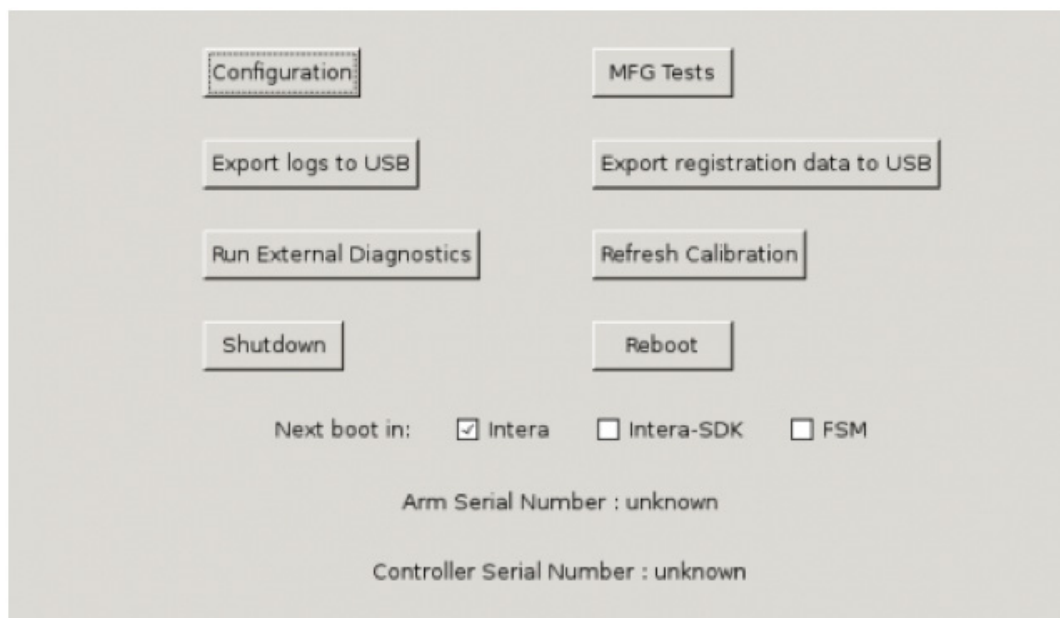 Configuration
MFG Tests
Export logs to USB
Export registration data to USB
Run External Diagnostics
Refresh Calibration
Shutdown
Reboot
Next boot in: Intera Intera-SDK FSM
Arm Serial Number : unknown
Controller Serial Number : unknown